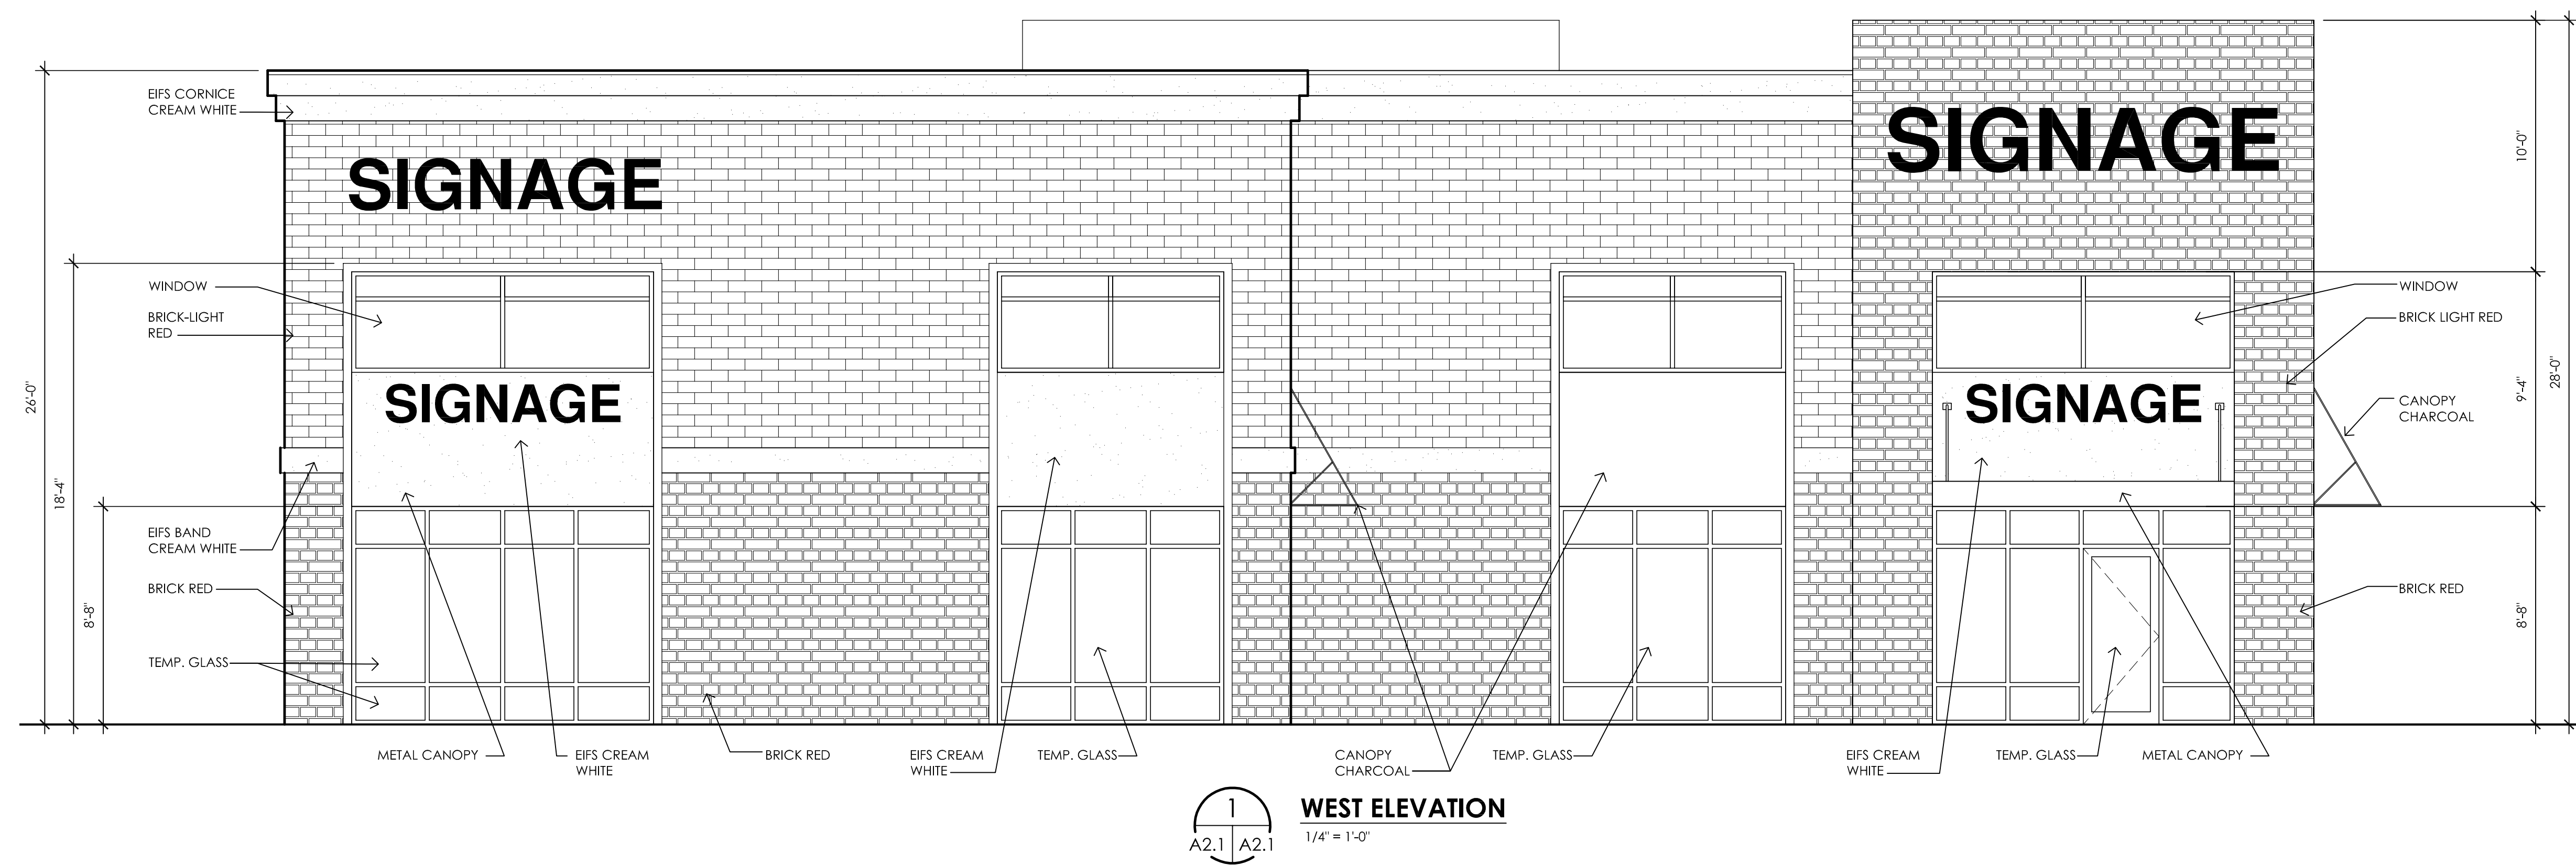 EIFS CORNICE
CREAM WHITE
SIGNAGE
SIGNAGE
10'-0"
WINDOW
BRICK-LIGHT
RED
WINDOW
BRICK LIGHT RED
26'-0"
18'-4"
8'-8"
SIGNAGE
SIGNAGE
CANOPY
CHARCOAL
9'-4"
28'-0"
EIFS BAND
CREAM WHITE
BRICK RED
BRICK RED
8'-8"
TEMP. GLASS
METAL CANOPY
EIFS CREAM
WHITE
BRICK RED
EIFS CREAM
WHITE
TEMP. GLASS
CANOPY
CHARCOAL
TEMP. GLASS
EIFS CREAM
WHITE
TEMP. GLASS
METAL CANOPY
1
A2.1 A2.1
WEST ELEVATION
1/4" = 1'-0"